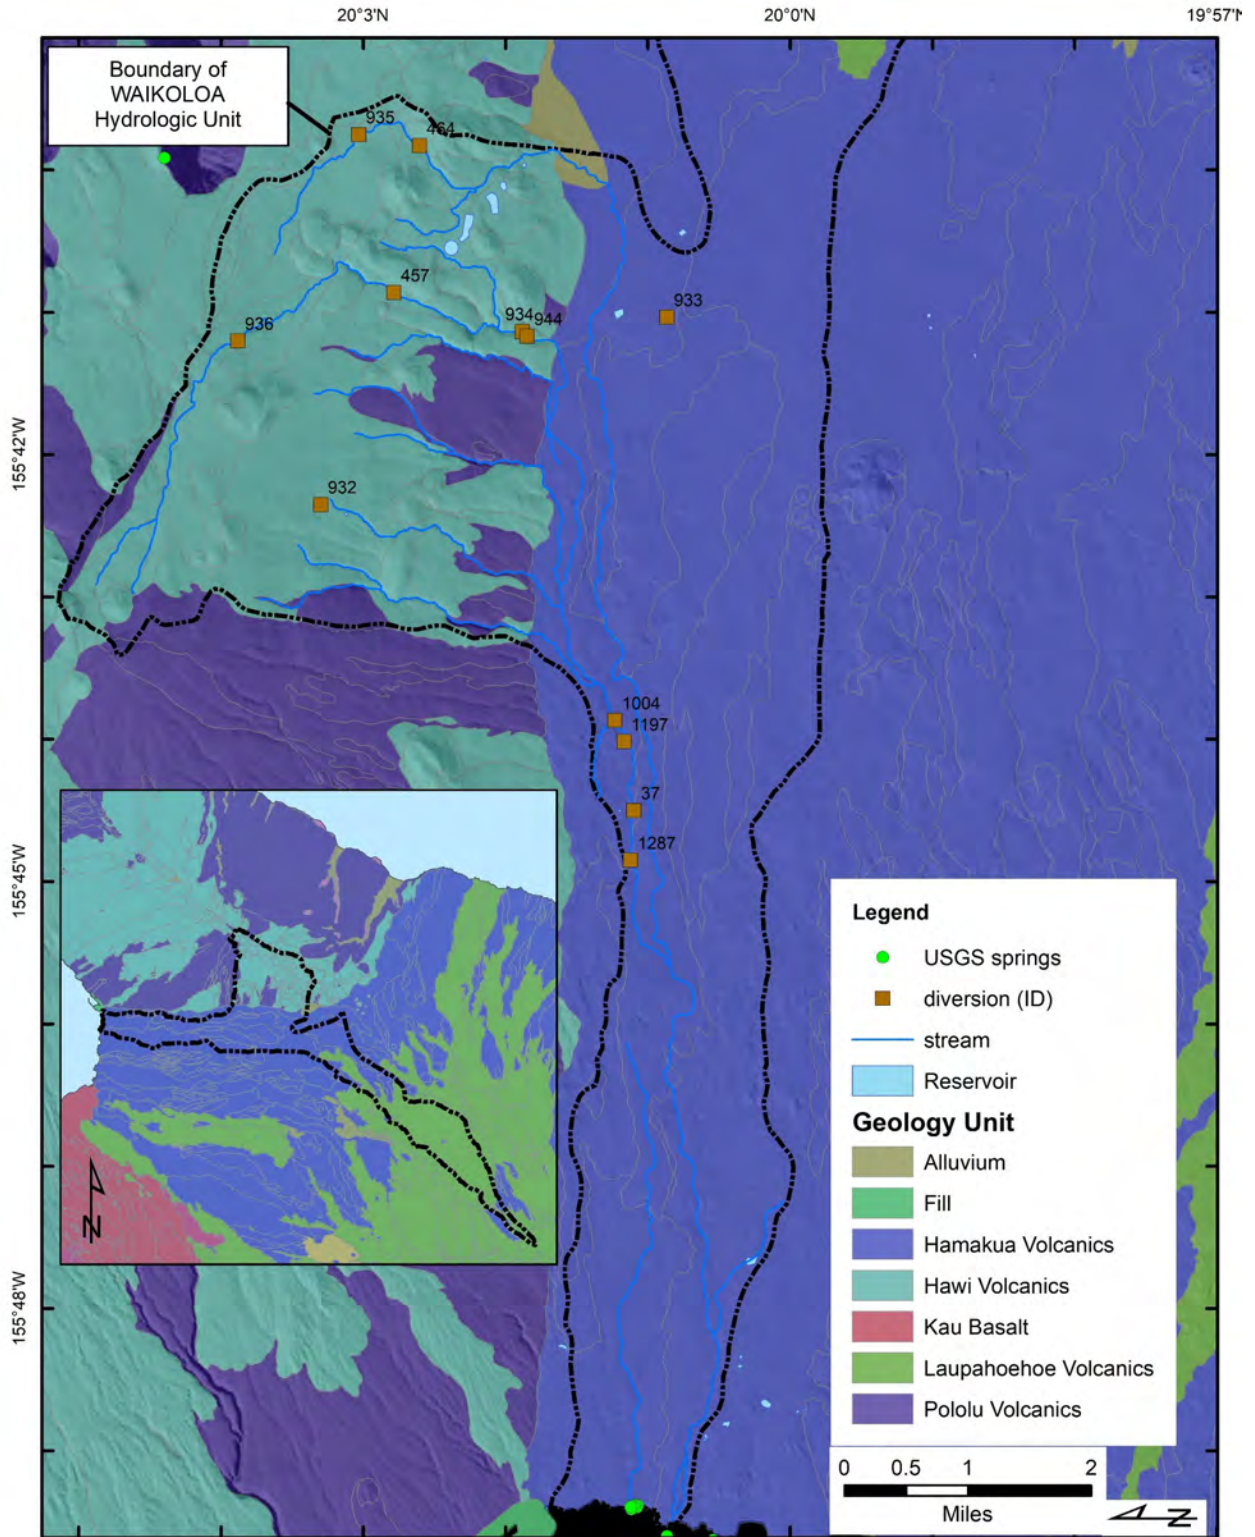 20°3'N
20°0'N
19°57'N
Boundary of
WAIKOLOA
Hydrologic Unit
935
464
457
933
934
944
936
155°42'W
932
1004
1197
37
1287
155°45'W
155°48'W
N
Legend
USGS springs
diversion (ID)
stream
Reservoir
Geology Unit
Alluvium
Fill
Hamakua Volcanics
Hawi Volcanics
Kau Basalt
Laupahoehoe Volcanics
Pololu Volcanics
0 0.5 1 2
Miles
N